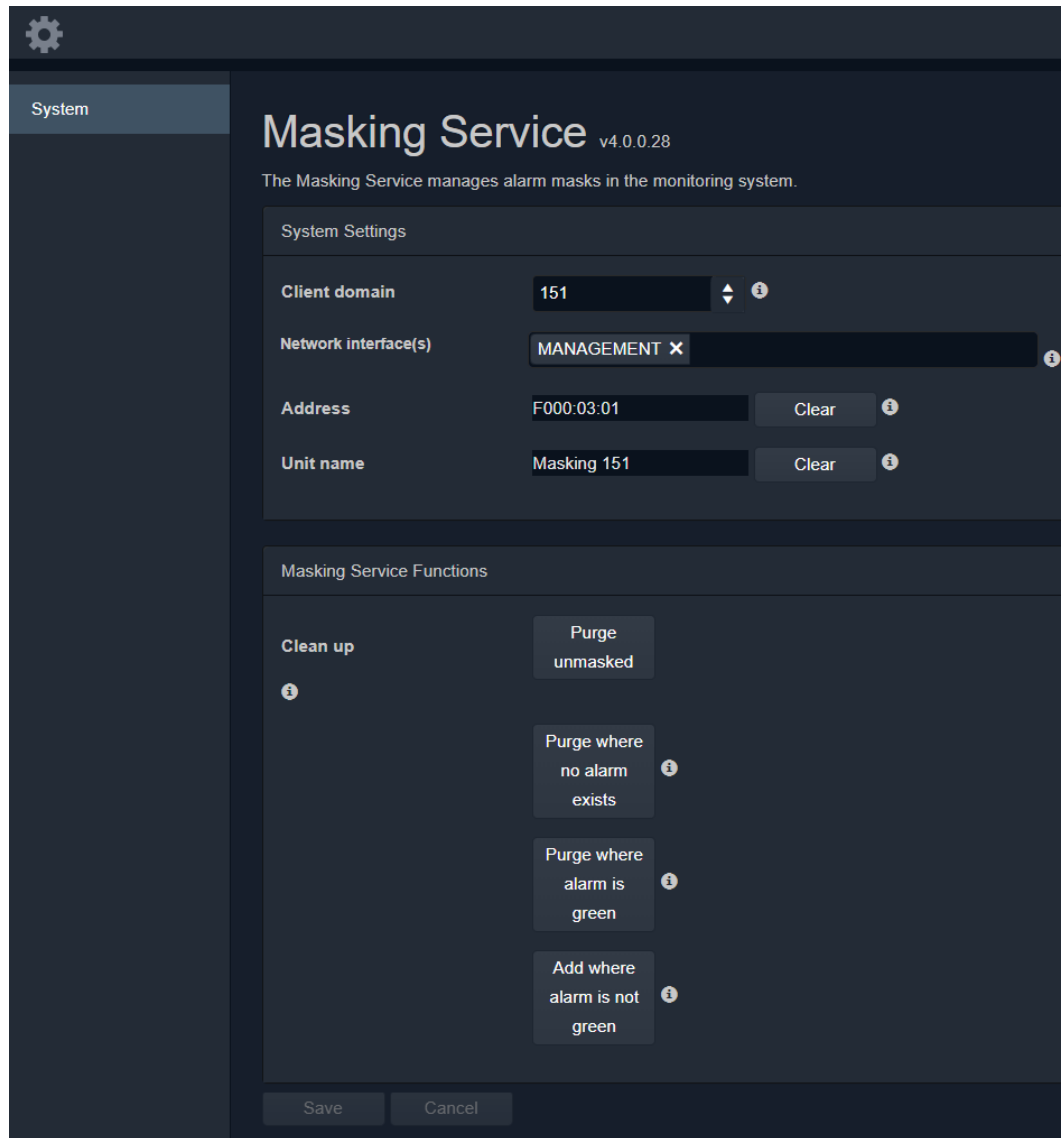 System
Masking Service v4.0.0.28
The Masking Service manages alarm masks in the monitoring system.
System Settings
Client domain 151
Network interface(s) MANAGEMENT
Address F000:03:01 Clear
Unit name Masking 151 Clear
Masking Service Functions
Clean up
Purge
unmasked
Purge where
no alarm
exists
Purge where
alarm is
green
Add where
alarm is not
green
Save Cancel